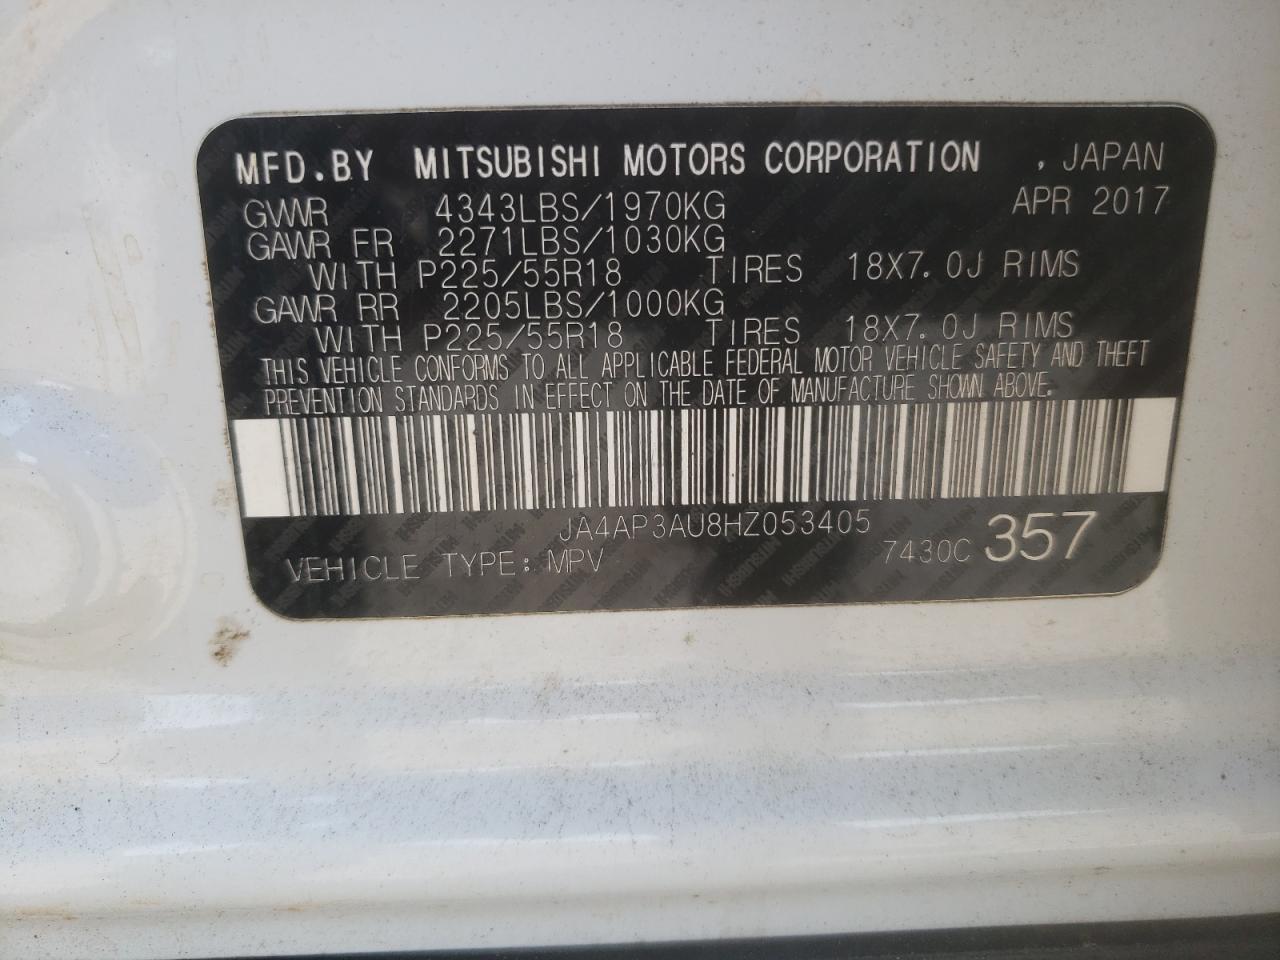 MFD.BY MITSUBISHI MOTORS CORPORATION , JAPAN
GVWR 4343LBS/1970KG APR 2017
GAWR FR 2271LBS/1030KG
WITH P225/55R18 TIRES 18X7.0J RIMS
GAWR RR 2205LBS/1000KG
WITH P225/55R18 TIRES 18X7.0J RIMS
THIS VEHICLE CONFORMS TO ALL APPLICABLE FEDERAL MOTOR VEHICLE SAFETY AND THEFT
PREVENTION STANDARDS IN EFFECT ON THE DATE OF MANUFACTURE SHOWN ABOVE.
JA4AP3AU8HZ053405
VEHICLE TYPE: MPV 7430C 357